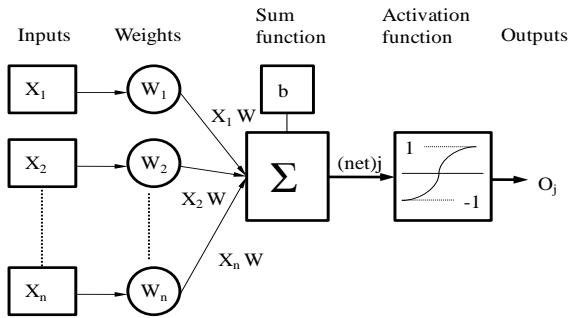 Inputs
Weights
Sum
function
Activation
function
Outputs
X1
W1
b
X1 W
X2
W2
X2 W
Σ
(net)j
1
-1
Oj
Xn
Wn
Xn W